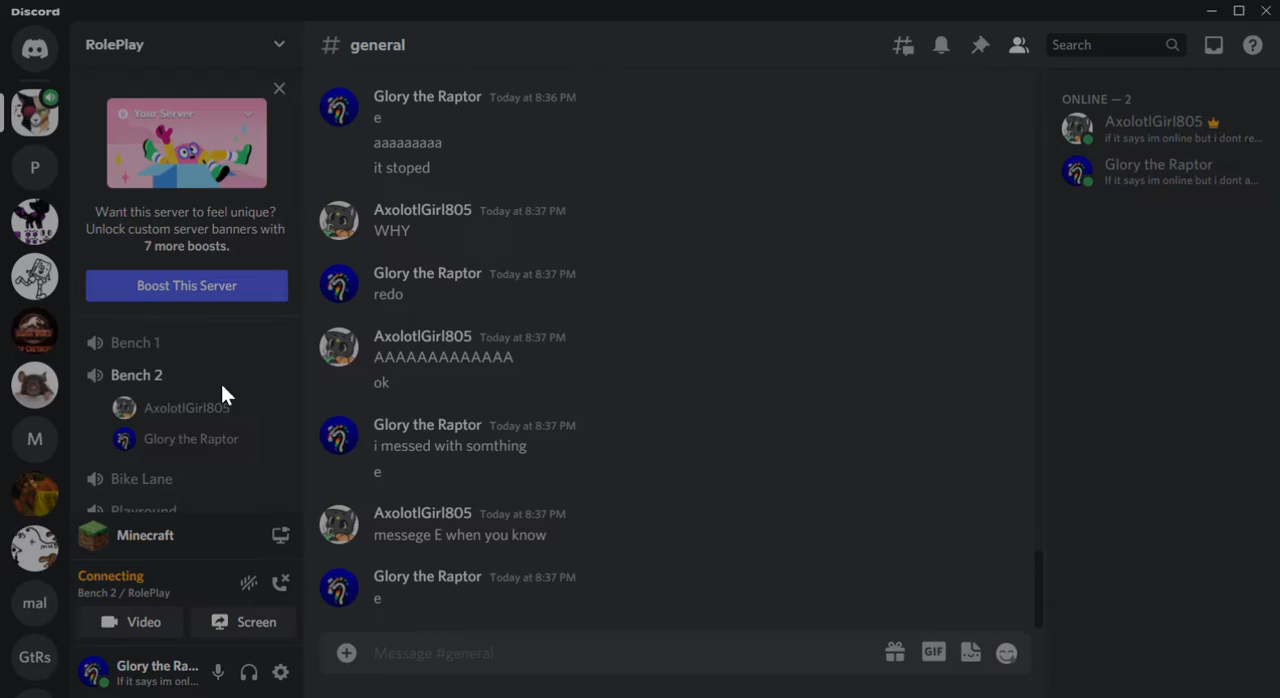 Discord
RolePlay
Your Server
Want this server to feel unique?
Unlock custom server banners with
7 more boosts.
Boost This Server
Bench 1
Bench 2
AxolotlGirl805
Glory the Raptor
Bike Lane
Playround
Minecraft
Connecting
Bench 2 / RolePlay
Video
Screen
Glory the Ra...
If it says im onl...
P
M
mal
GtRs
# general
Search
Glory the Raptor Today at 8:36 PM
e
aaaaaaaaa
it stoped
AxolotlGirl805 Today at 8:37 PM
WHY
Glory the Raptor Today at 8:37 PM
redo
AxolotlGirl805 Today at 8:37 PM
AAAAAAAAAAAAA
ok
Glory the Raptor Today at 8:37 PM
i messed with somthing
e
AxolotlGirl805 Today at 8:37 PM
messege E when you know
Glory the Raptor Today at 8:37 PM
e
Message #general
GIF
ONLINE — 2
AxolotlGirl805
if it says im online but i dont re...
Glory the Raptor
If it says im online but i dont a...